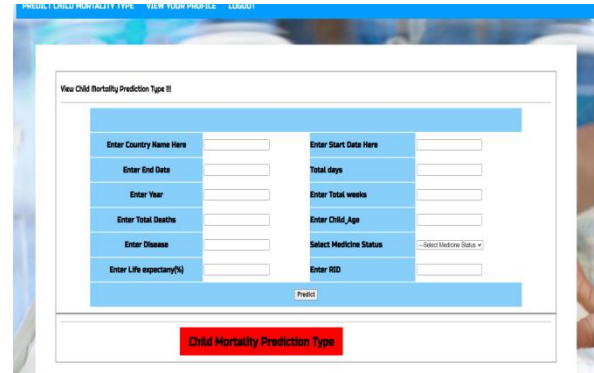 PREDICT CHILD MORTALITY TYPE VIEW YOUR PROFILE LOGOUT
View Child Mortality Prediction Type !!!
Enter Country Name Here Enter Start Date Here
Enter End Date Total days
Enter Year Enter Total weeks
Enter Total Deaths Enter Child_Age
Enter Disease Select Medicine Status --Select Medicine Status
Enter Life expectany(%) Enter RID
Predict
Child Mortality Prediction Type